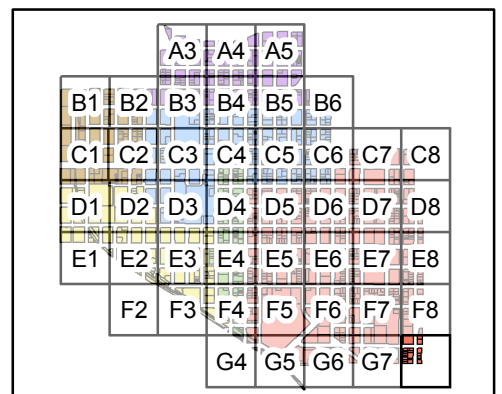 A3 A4 A5
B1 B2 B3 B4 B5 B6
C1 C2 C3 C4 C5 C6 C7 C8
D1 D2 D3 D4 D5 D6 D7 D8
E1 E2 E3 E4 E5 E6 E7 E8
F2 F3 F4 F5 F6 F7 F8
G4 G5 G6 G7